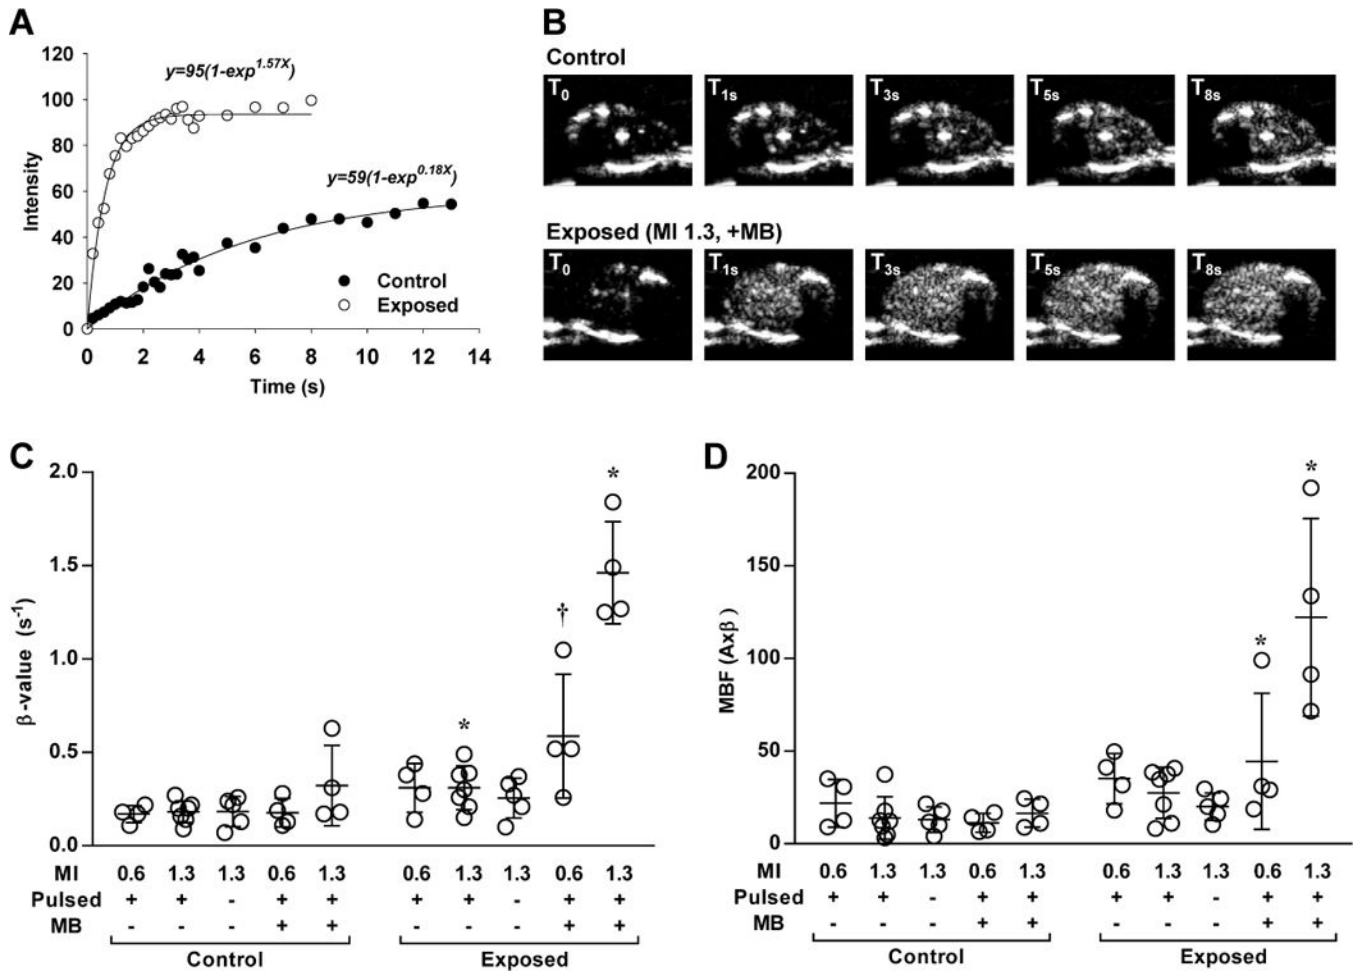 A
120
100
80
60
40
20
0
Intensity
y=95(1-exp^1.57X)
y=59(1-exp^0.18X)
Control
Exposed
0 2 4 6 8 10 12 14
Time (s)
B
Control
T0 T1s T3s T5s T8s
Exposed (MI 1.3, +MB)
T0 T1s T3s T5s T8s
C
2.0
1.5
1.0
0.5
0.0
β-value (s-1)
* † *
MI 0.6 1.3 1.3 0.6 1.3 0.6 1.3 1.3 0.6 1.3
Pulsed + + - + + + + - + +
MB - - - + + - - - + +
Control Exposed
D
200
150
100
50
0
MBF (Axβ)
* *
MI 0.6 1.3 1.3 0.6 1.3 0.6 1.3 1.3 0.6 1.3
Pulsed + + - + + + + - + +
MB - - - + + - - - + +
Control Exposed